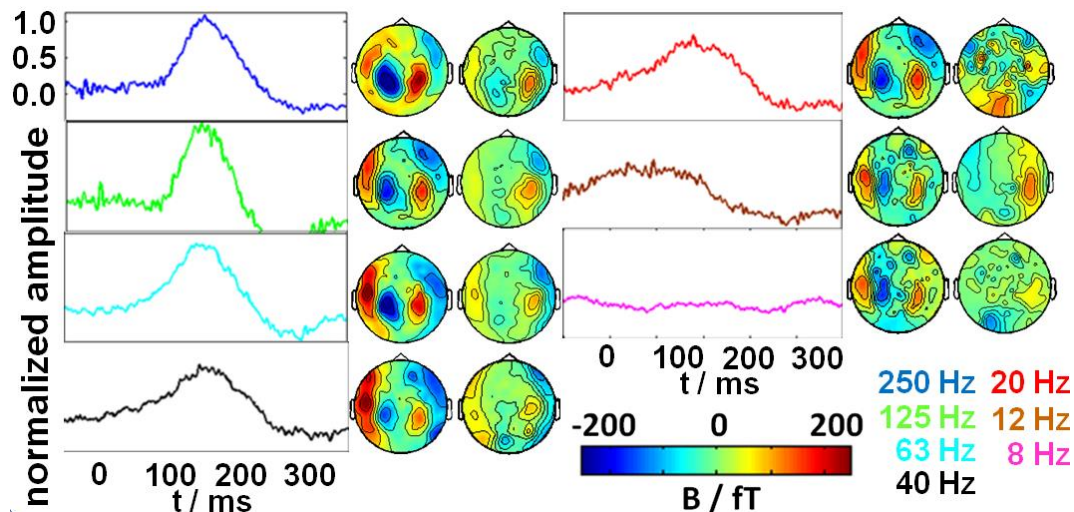 1.0
0.5
0.0
normalized amplitude
0 100 200 300
t / ms
0 100 200 300
t / ms
-200 0 200
B / fT
250 Hz 20 Hz
125 Hz 12 Hz
63 Hz 8 Hz
40 Hz